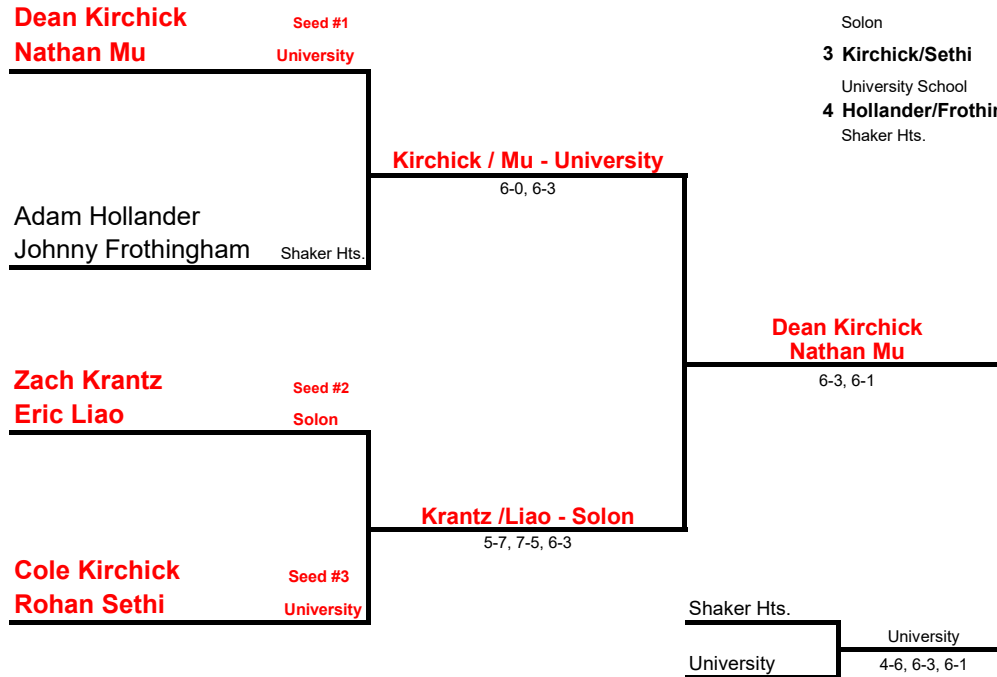 Dean Kirchick Seed #1
Nathan Mu University
Solon
3 Kirchick/Sethi
University School
4 Hollander/Frothin
Shaker Hts.
Kirchick / Mu - University
6-0, 6-3
Adam Hollander
Johnny Frothingham Shaker Hts.
Dean Kirchick
Nathan Mu
6-3, 6-1
Zach Krantz Seed #2
Eric Liao Solon
Krantz /Liao - Solon
5-7, 7-5, 6-3
Cole Kirchick Seed #3
Rohan Sethi University
Shaker Hts.
University
4-6, 6-3, 6-1
University